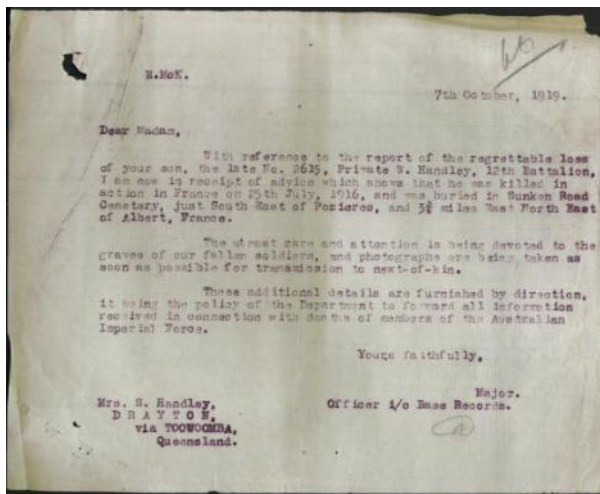 E.McK.
7th October, 1919.
Dear Madam,
With reference to the report of the regrettable loss
of your son, the late No. 2615, Private W. Handley, 12th Battalion,
I am now in receipt of advice which shows that he was killed in
action in France on 25th July, 1916, and was buried in Sunken Road
Cemetery, just South East of Pozieres, and 3¾ miles East North East
of Albert, France.
The utmost care and attention is being devoted to the
graves of our fallen soldiers, and photographs are being taken as
soon as possible for transmission to next-of-kin.
These additional details are furnished by direction,
it being the policy of the Department to forward all information
received in connection with deaths of members of the Australian
Imperial Force.
Yours faithfully,
Major.
Officer i/c Base Records.
Mrs. S. Handley,
DRAYTON,
via TOOWOOMBA,
Queensland.